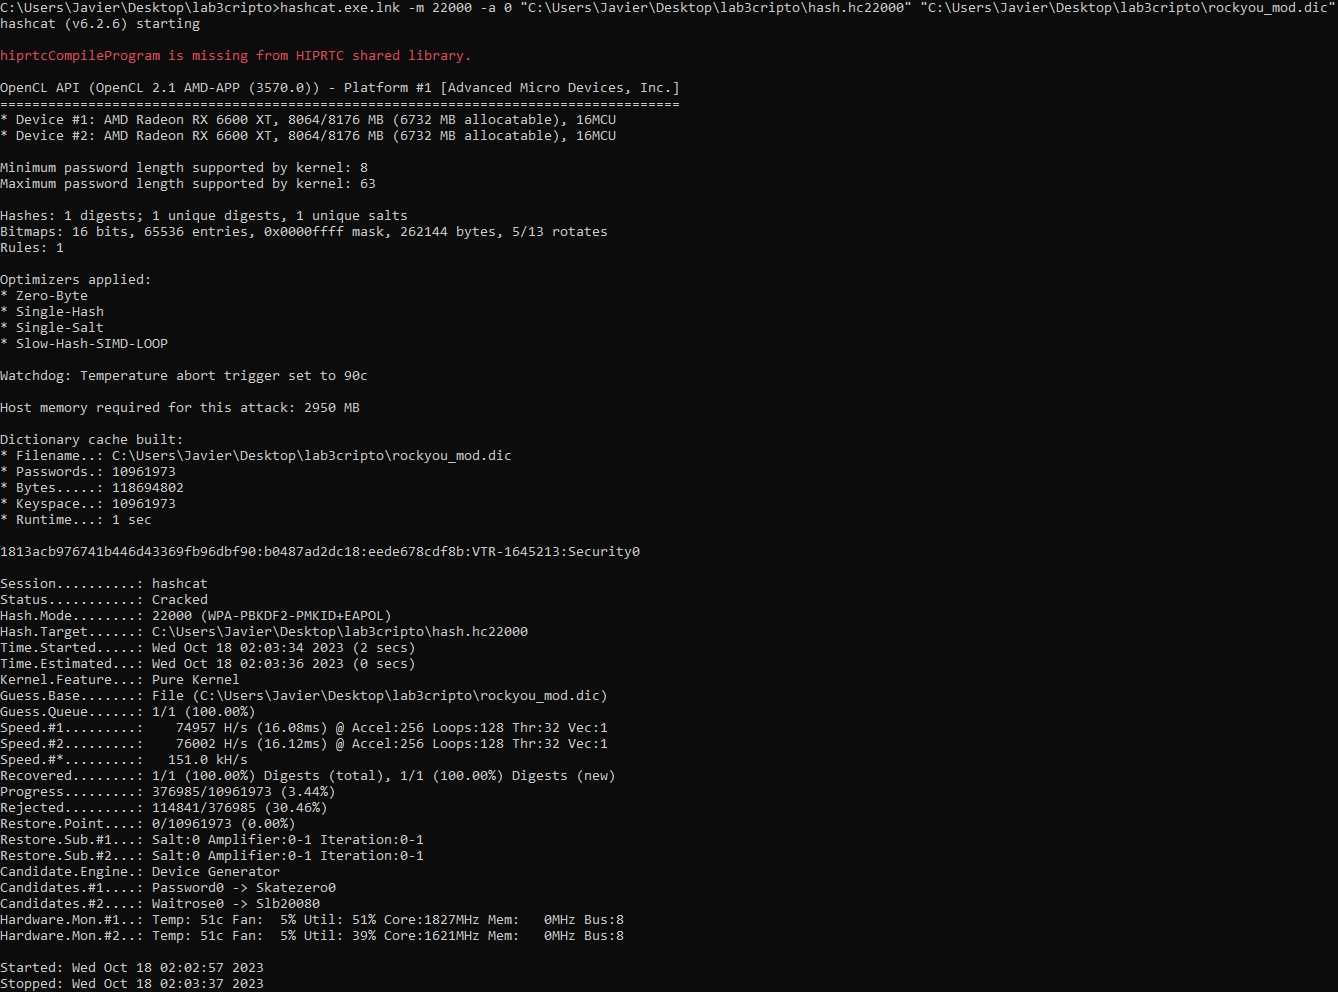 C:\Users\Javier\Desktop\lab3cripto>hashcat.exe.lnk -m 22000 -a 0 "C:\Users\Javier\Desktop\lab3cripto\hash.hc22000" "C:\Users\Javier\Desktop\lab3cripto\rockyou_mod.dic"
hashcat (v6.2.6) starting
hiprtcCompileProgram is missing from HIPRTC shared library.
OpenCL API (OpenCL 2.1 AMD-APP (3570.0)) - Platform #1 [Advanced Micro Devices, Inc.]
=====================================================================================
* Device #1: AMD Radeon RX 6600 XT, 8064/8176 MB (6732 MB allocatable), 16MCU
* Device #2: AMD Radeon RX 6600 XT, 8064/8176 MB (6732 MB allocatable), 16MCU
Minimum password length supported by kernel: 8
Maximum password length supported by kernel: 63
Hashes: 1 digests; 1 unique digests, 1 unique salts
Bitmaps: 16 bits, 65536 entries, 0x0000ffff mask, 262144 bytes, 5/13 rotates
Rules: 1
Optimizers applied:
* Zero-Byte
* Single-Hash
* Single-Salt
* Slow-Hash-SIMD-LOOP
Watchdog: Temperature abort trigger set to 90c
Host memory required for this attack: 2950 MB
Dictionary cache built:
* Filename..: C:\Users\Javier\Desktop\lab3cripto\rockyou_mod.dic
* Passwords.: 10961973
* Bytes.....: 118694802
* Keyspace..: 10961973
* Runtime...: 1 sec
1813acb976741b446d43369fb96dbf90:b0487ad2dc18:eede678cdf8b:VTR-1645213:Security0
Session..........: hashcat
Status...........: Cracked
Hash.Mode........: 22000 (WPA-PBKDF2-PMKID+EAPOL)
Hash.Target......: C:\Users\Javier\Desktop\lab3cripto\hash.hc22000
Time.Started.....: Wed Oct 18 02:03:34 2023 (2 secs)
Time.Estimated...: Wed Oct 18 02:03:36 2023 (0 secs)
Kernel.Feature...: Pure Kernel
Guess.Base.......: File (C:\Users\Javier\Desktop\lab3cripto\rockyou_mod.dic)
Guess.Queue......: 1/1 (100.00%)
Speed.#1.........:    74957 H/s (16.08ms) @ Accel:256 Loops:128 Thr:32 Vec:1
Speed.#2.........:    76002 H/s (16.12ms) @ Accel:256 Loops:128 Thr:32 Vec:1
Speed.#*.........:   151.0 kH/s
Recovered........: 1/1 (100.00%) Digests (total), 1/1 (100.00%) Digests (new)
Progress.........: 376985/10961973 (3.44%)
Rejected.........: 114841/376985 (30.46%)
Restore.Point....: 0/10961973 (0.00%)
Restore.Sub.#1...: Salt:0 Amplifier:0-1 Iteration:0-1
Restore.Sub.#2...: Salt:0 Amplifier:0-1 Iteration:0-1
Candidate.Engine.: Device Generator
Candidates.#1....: Password0 -> Skatezero0
Candidates.#2....: Waitrose0 -> Slb20080
Hardware.Mon.#1..: Temp: 51c Fan:  5% Util: 51% Core:1827MHz Mem:   0MHz Bus:8
Hardware.Mon.#2..: Temp: 51c Fan:  5% Util: 39% Core:1621MHz Mem:   0MHz Bus:8
Started: Wed Oct 18 02:02:57 2023
Stopped: Wed Oct 18 02:03:37 2023